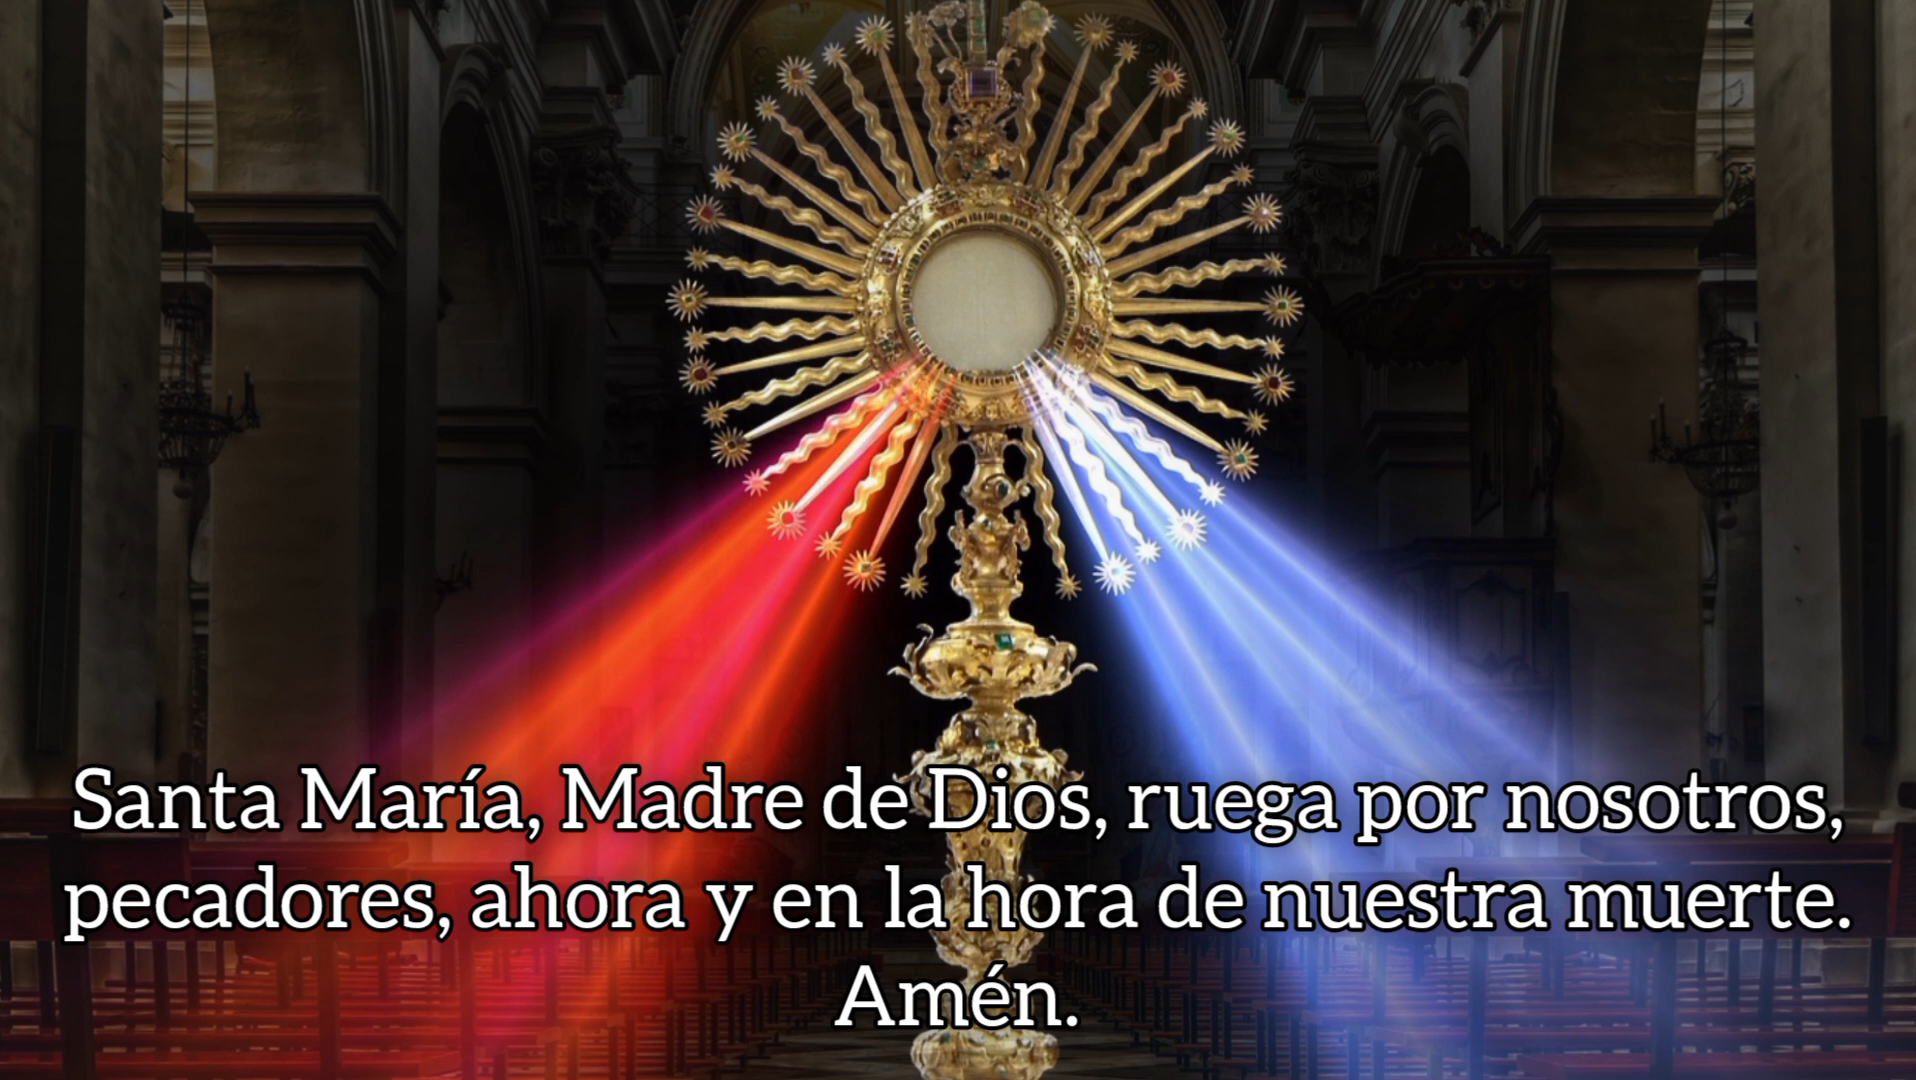 Santa María, Madre de Dios, ruega por nosotros,
pecadores, ahora y en la hora de nuestra muerte.
Amén.